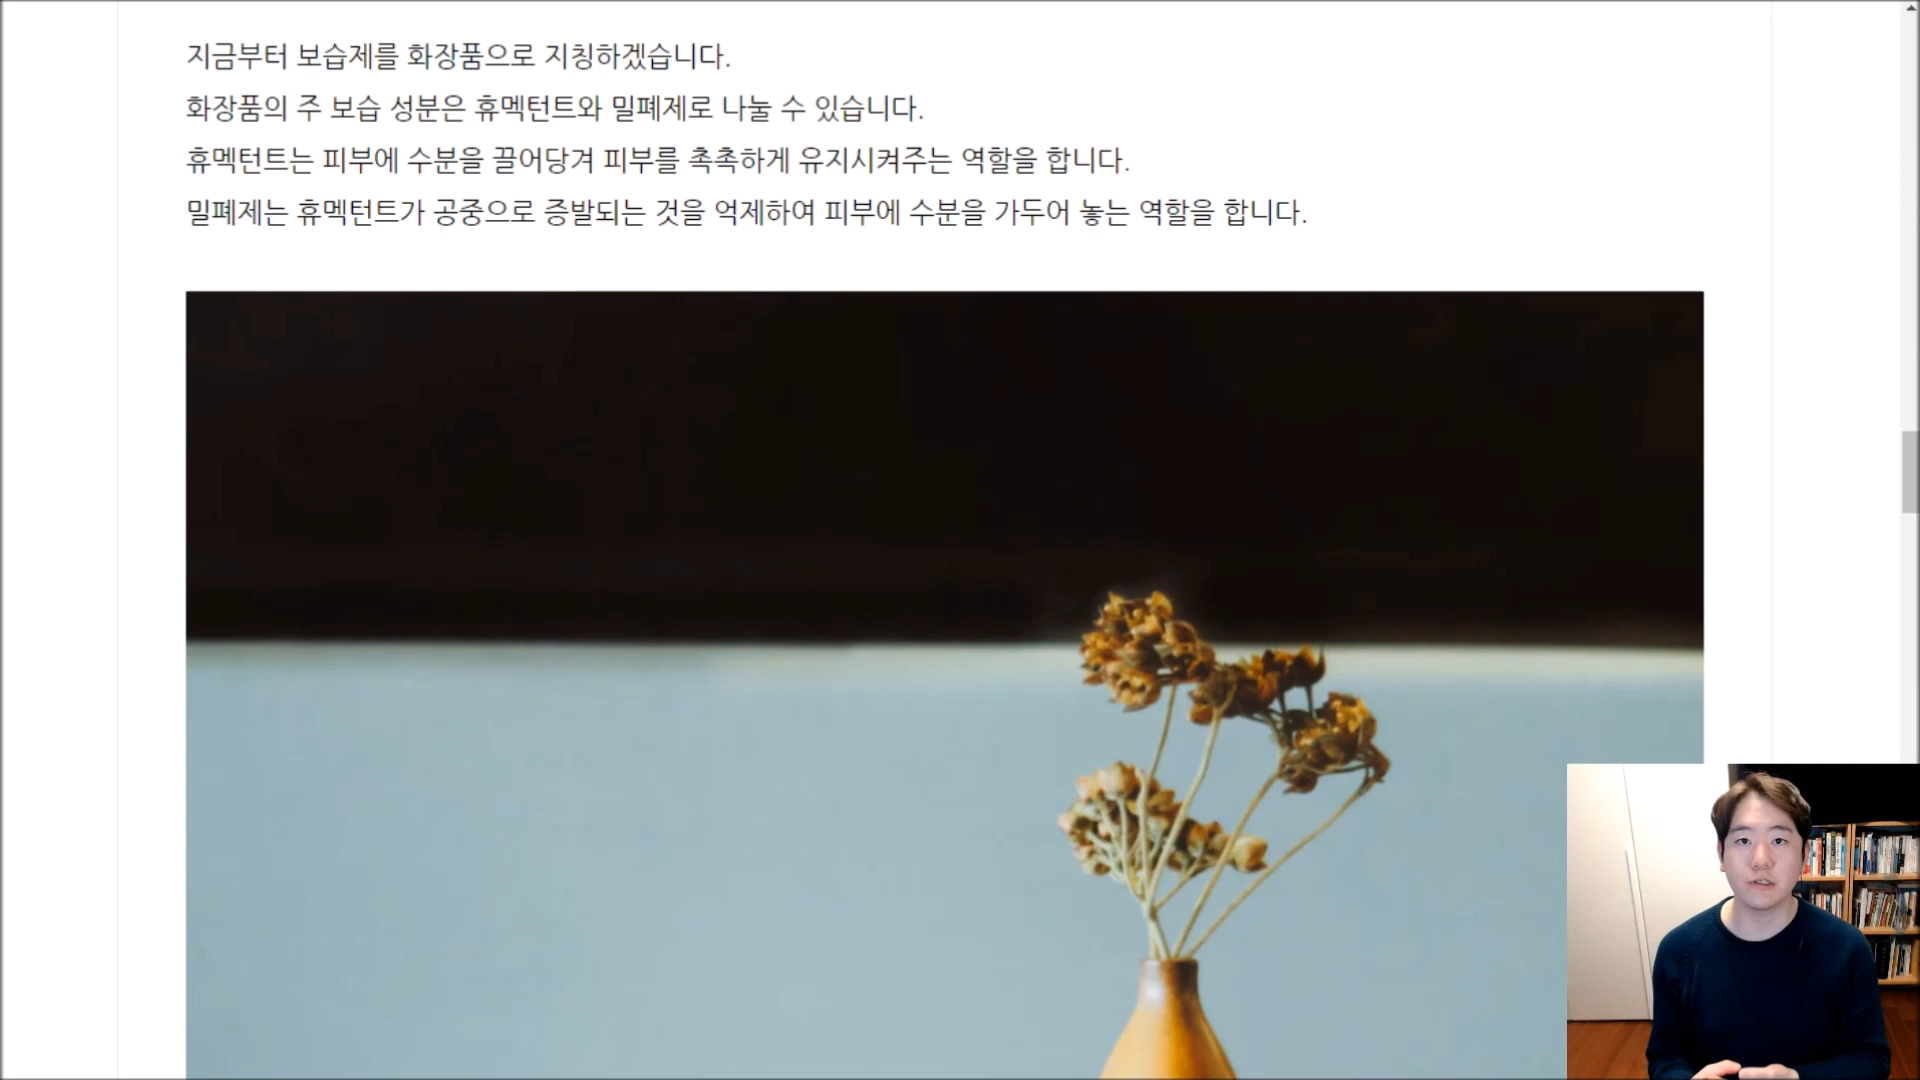 지금부터 보습제를 화장품으로 지칭하겠습니다.
화장품의 주 보습 성분은 휴멕턴트와 밀폐제로 나눌 수 있습니다.
휴멕턴트는 피부에 수분을 끌어당겨 피부를 촉촉하게 유지시켜주는 역할을 합니다.
밀폐제는 휴멕턴트가 공중으로 증발되는 것을 억제하여 피부에 수분을 가두어 놓는 역할을 합니다.